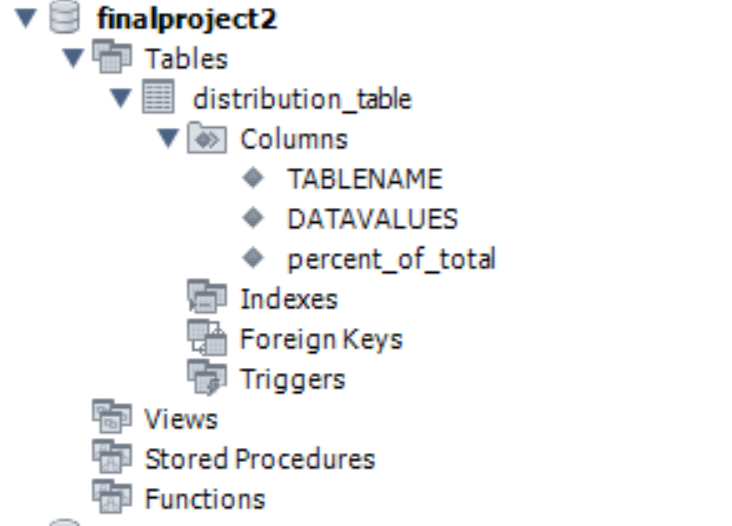 finalproject2
Tables
distribution_table
Columns
TABLENAME
DATAVALUES
percent_of_total
Indexes
Foreign Keys
Triggers
Views
Stored Procedures
Functions